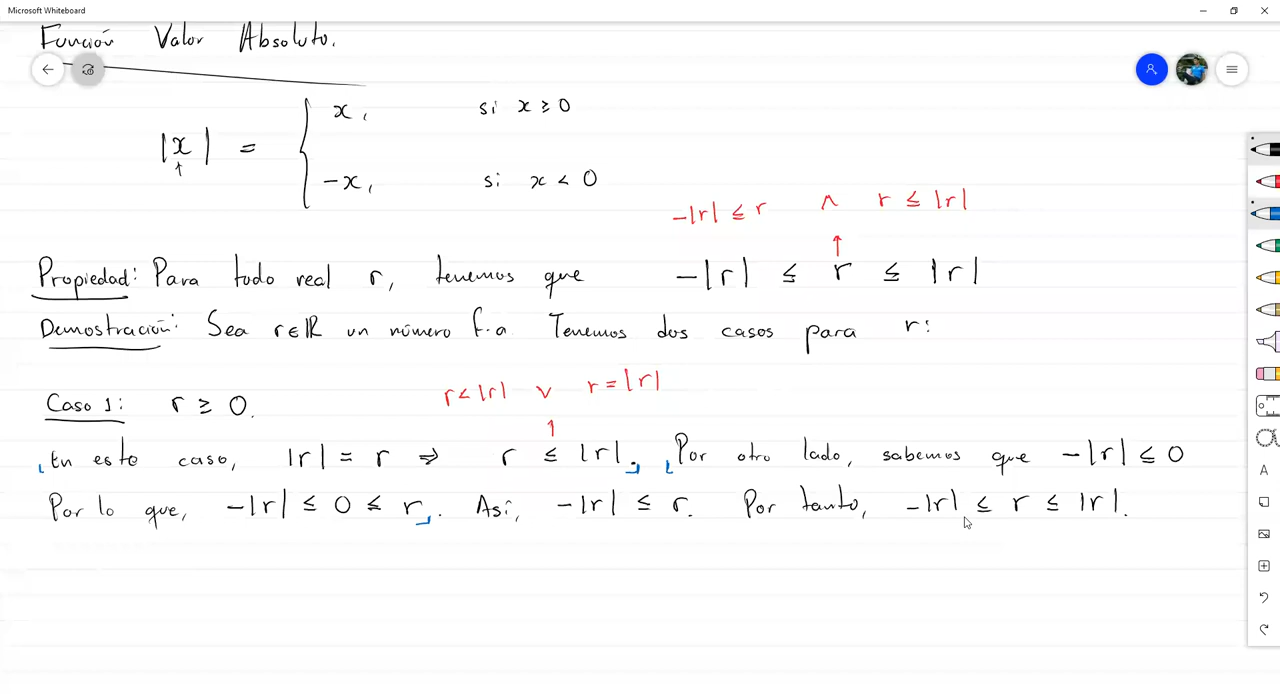 Microsoft Whiteboard
Función Valor Absoluto.
|x| = { x, si x ≥ 0
-x, si x < 0
-|r| ≤ r ∧ r ≤ |r|
Propiedad: Para todo real r, tenemos que -|r| ≤ r ≤ |r|
Demostración: Sea r∈ℝ un número f.a. Tenemos dos casos para r:
r<|r| ∨ r=|r|
Caso 1: r ≥ 0.
En este caso, |r| = r ⇒ r ≤ |r|. Por otro lado, sabemos que -|r| ≤ 0
Por lo que, -|r| ≤ 0 ≤ r. Así, -|r| ≤ r. Por tanto, -|r| ≤ r ≤ |r|.